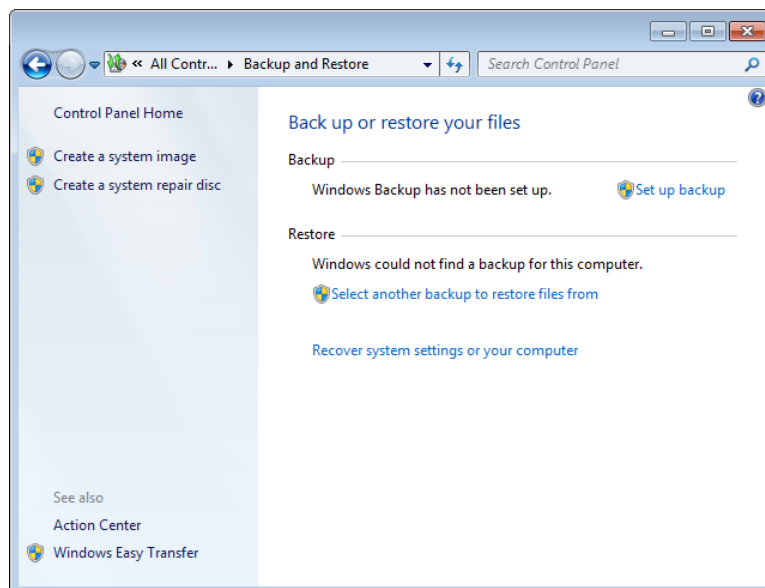 « All Contr... ▸ Backup and Restore
Search Control Panel
Control Panel Home
Create a system image
Create a system repair disc
Back up or restore your files
Backup
Windows Backup has not been set up.
Set up backup
Restore
Windows could not find a backup for this computer.
Select another backup to restore files from
Recover system settings or your computer
See also
Action Center
Windows Easy Transfer